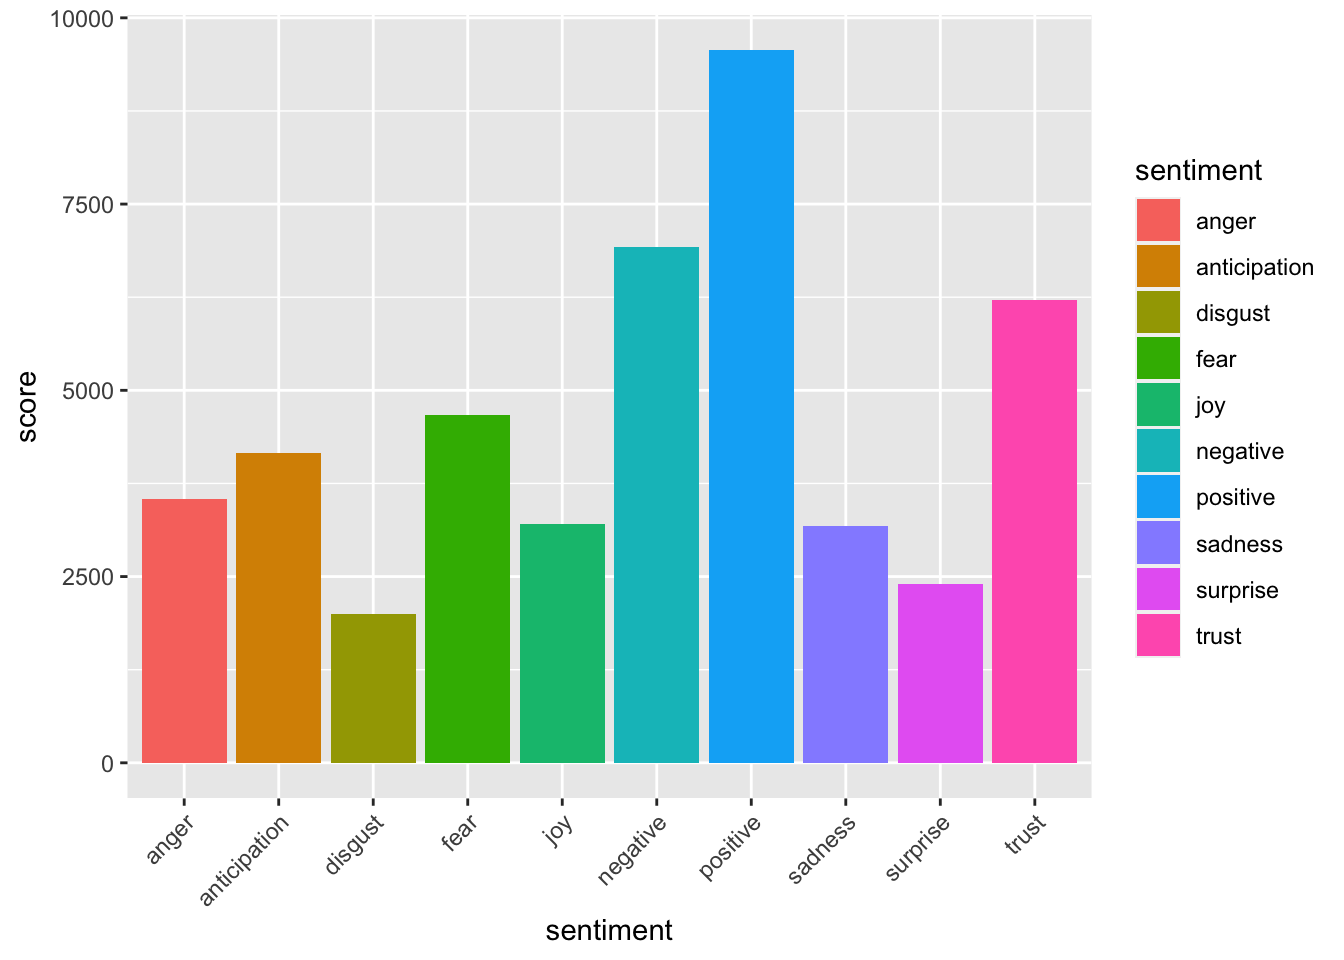 10000
7500
5000
2500
0
score
anger
anticipation
disgust
fear
joy
negative
positive
sadness
surprise
trust
sentiment
sentiment
anger
anticipation
disgust
fear
joy
negative
positive
sadness
surprise
trust